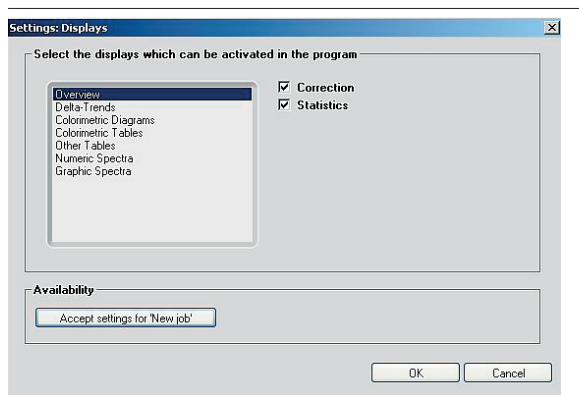 Settings: Displays
Select the displays which can be activated in the program
Overview
Delta-Trends
Colorimetric Diagrams
Colorimetric Tables
Other Tables
Numeric Spectra
Graphic Spectra
Correction
Statistics
Availability
Accept settings for 'New job'
OK
Cancel